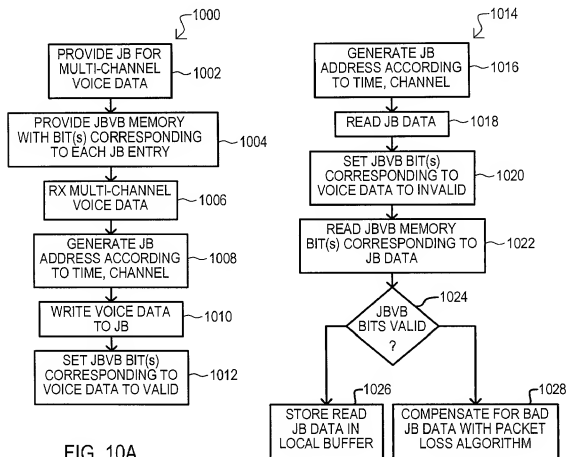 1000
PROVIDE JB FOR
MULTI-CHANNEL
VOICE DATA
1002
PROVIDE JBVB MEMORY
WITH BIT(s) CORRESPONDING
TO EACH JB ENTRY
1004
RX MULTI-CHANNEL
VOICE DATA
1006
GENERATE JB
ADDRESS ACCORDING
TO TIME, CHANNEL
1008
WRITE VOICE DATA
TO JB
1010
SET JBVB BIT(s)
CORRESPONDING TO
VOICE DATA TO VALID
1012
FIG. 10A
1014
GENERATE JB
ADDRESS ACCORDING
TO TIME, CHANNEL
1016
READ JB DATA
1018
SET JBVB BIT(s)
CORRESPONDING TO
VOICE DATA TO INVALID
1020
READ JBVB MEMORY
BIT(s) CORRESPONDING TO
JB DATA
1022
JBVB
BITS VALID
?
1024
1026
STORE READ
JB DATA IN
LOCAL BUFFER
1028
COMPENSATE FOR BAD
JB DATA WITH PACKET
LOSS ALGORITHM